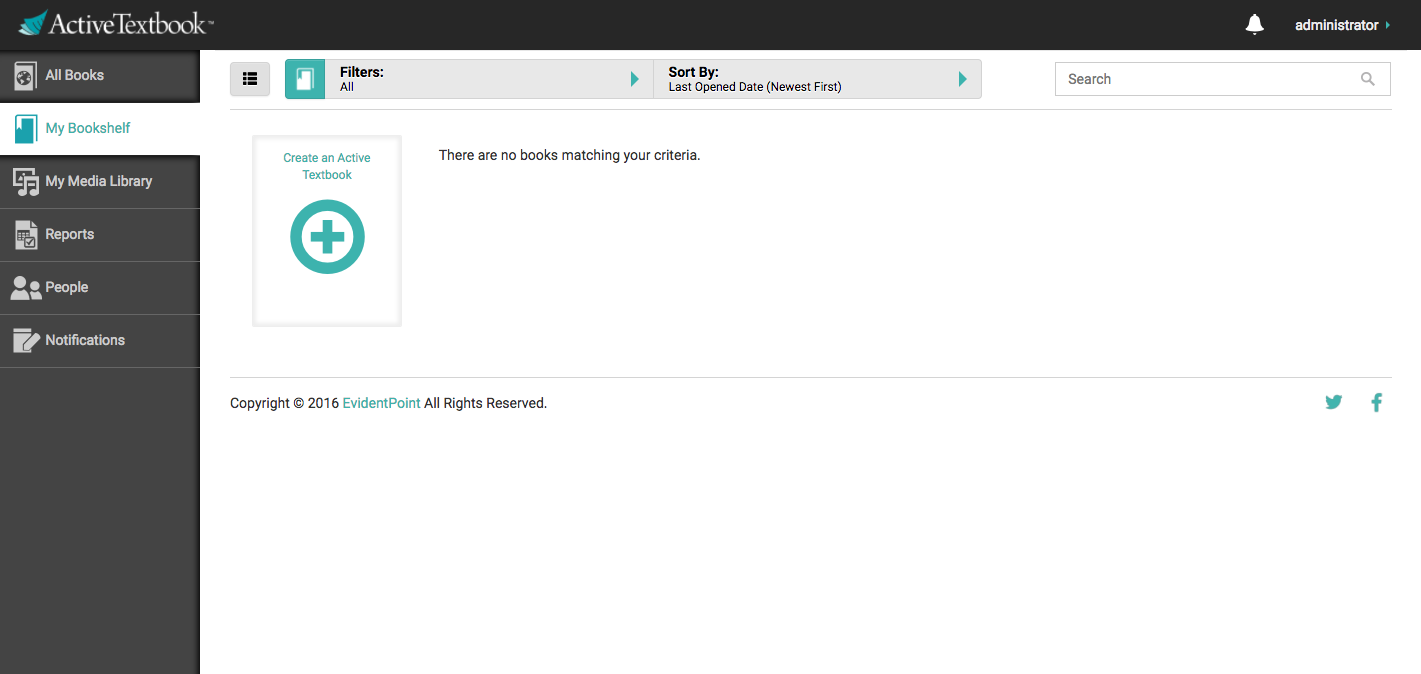 ActiveTextbook™
administrator
All Books
My Bookshelf
My Media Library
Reports
People
Notifications
Filters:
All
Sort By:
Last Opened Date (Newest First)
Search
Create an Active
Textbook
There are no books matching your criteria.
Copyright © 2016 EvidentPoint All Rights Reserved.